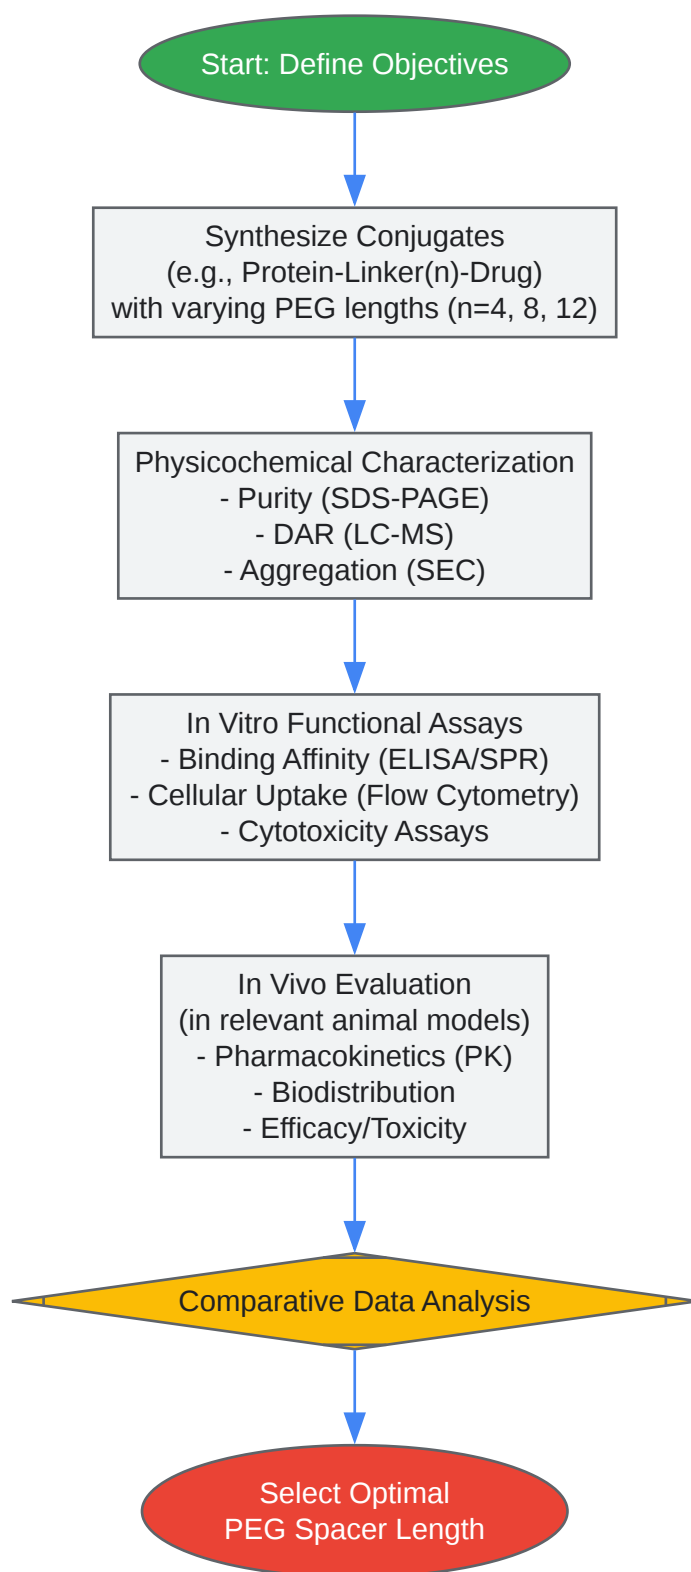 Start: Define Objectives
Synthesize Conjugates
(e.g., Protein-Linker(n)-Drug)
with varying PEG lengths (n=4, 8, 12)
Physicochemical Characterization
- Purity (SDS-PAGE)
- DAR (LC-MS)
- Aggregation (SEC)
In Vitro Functional Assays
- Binding Affinity (ELISA/SPR)
- Cellular Uptake (Flow Cytometry)
- Cytotoxicity Assays
In Vivo Evaluation
(in relevant animal models)
- Pharmacokinetics (PK)
- Biodistribution
- Efficacy/Toxicity
Comparative Data Analysis
Select Optimal
PEG Spacer Length